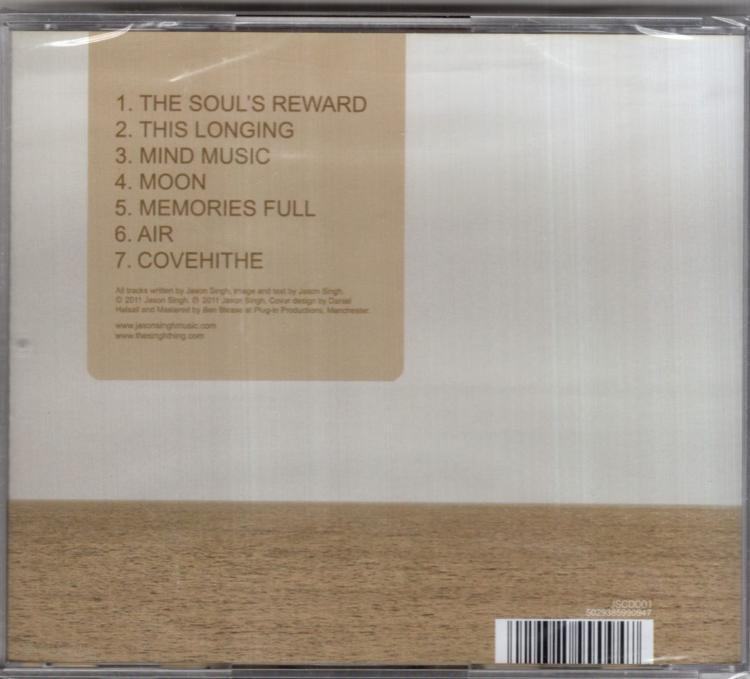 1. THE SOUL'S REWARD
2. THIS LONGING
3. MIND MUSIC
4. MOON
5. MEMORIES FULL
6. AIR
7. COVEHITHE
All tracks written by Jason Singh, image and text by Jason Singh.
© 2011 Jason Singh. ℗ 2011 Jason Singh. Cover design by Daniel
Halsall and Mastered by Ben at Plug-in Productions, Manchester.
www.jasonsinghmusic.com
www.thesinghthing.com
JSCD001
5029385990947